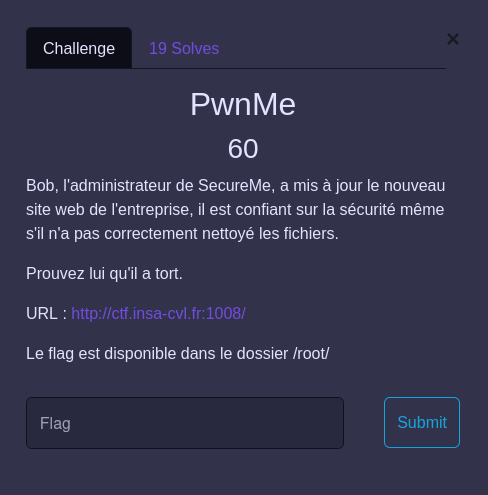 Challenge
19 Solves
×
PwnMe
60
Bob, l'administrateur de SecureMe, a mis à jour le nouveau
site web de l'entreprise, il est confiant sur la sécurité même
s'il n'a pas correctement nettoyé les fichiers.
Prouvez lui qu'il a tort.
URL : http://ctf.insa-cvl.fr:1008/
Le flag est disponible dans le dossier /root/
Flag
Submit